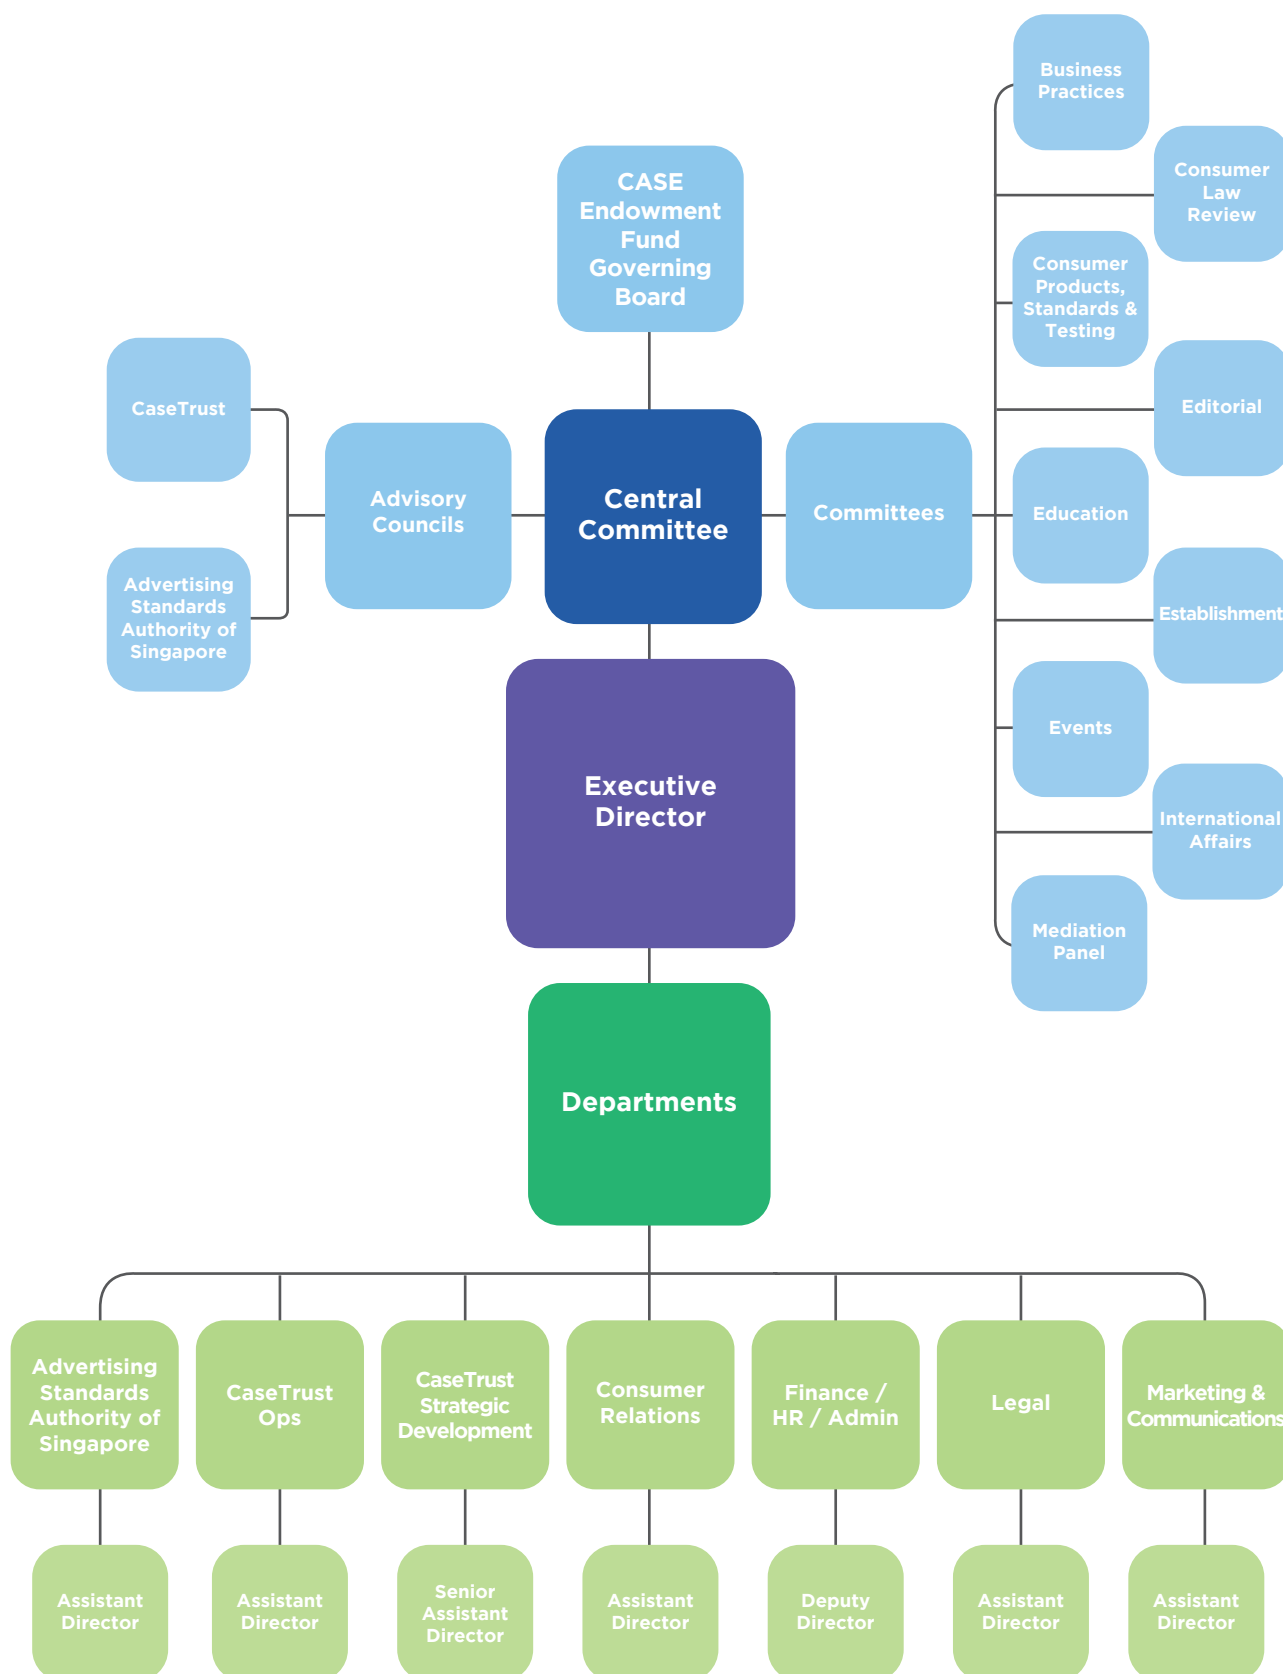 Business
Practices
Consumer
Law
Review
CASE
Endowment
Fund
Governing
Board
Consumer
Products,
Standards &
Testing
CaseTrust
Editorial
Advisory
Councils
Central
Committee
Committees
Education
Advertising
Standards
Authority of
Singapore
Establishment
Events
Executive
Director
International
Affairs
Mediation
Panel
Departments
Advertising
Standards
Authority of
Singapore
CaseTrust
Ops
CaseTrust
Strategic
Development
Consumer
Relations
Finance /
HR / Admin
Legal
Marketing &
Communications
Assistant
Director
Assistant
Director
Senior
Assistant
Director
Assistant
Director
Deputy
Director
Assistant
Director
Assistant
Director